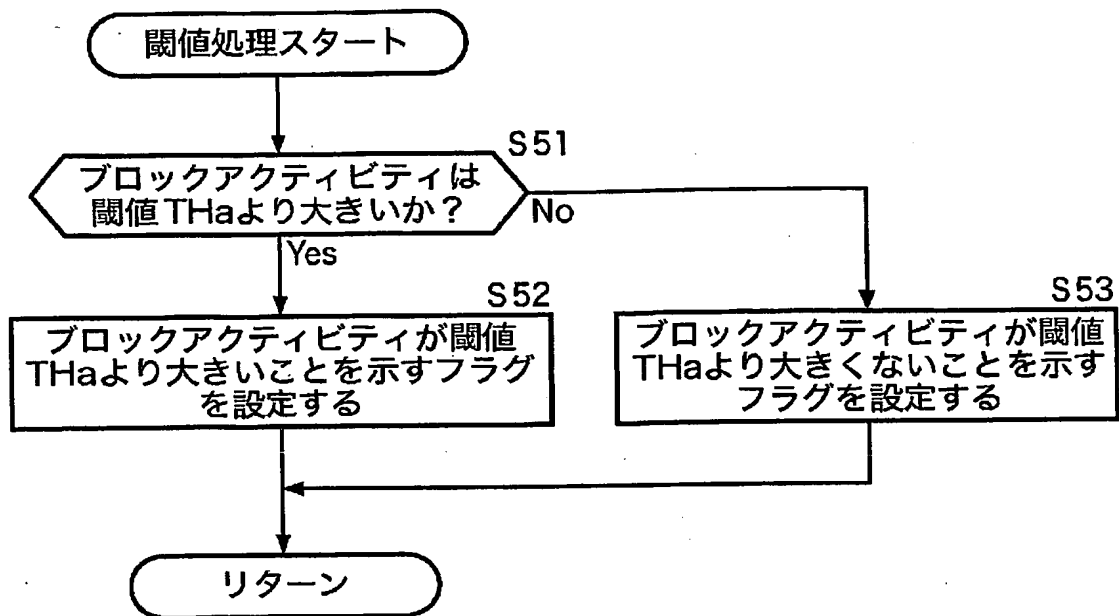 閾値処理スタート
S51
ブロックアクティビティは
閾値THaより大きいか?
No
Yes
S52
ブロックアクティビティが閾値
THaより大きいことを示すフラグ
を設定する
S53
ブロックアクティビティが閾値
THaより大きくないことを示す
フラグを設定する
リターン